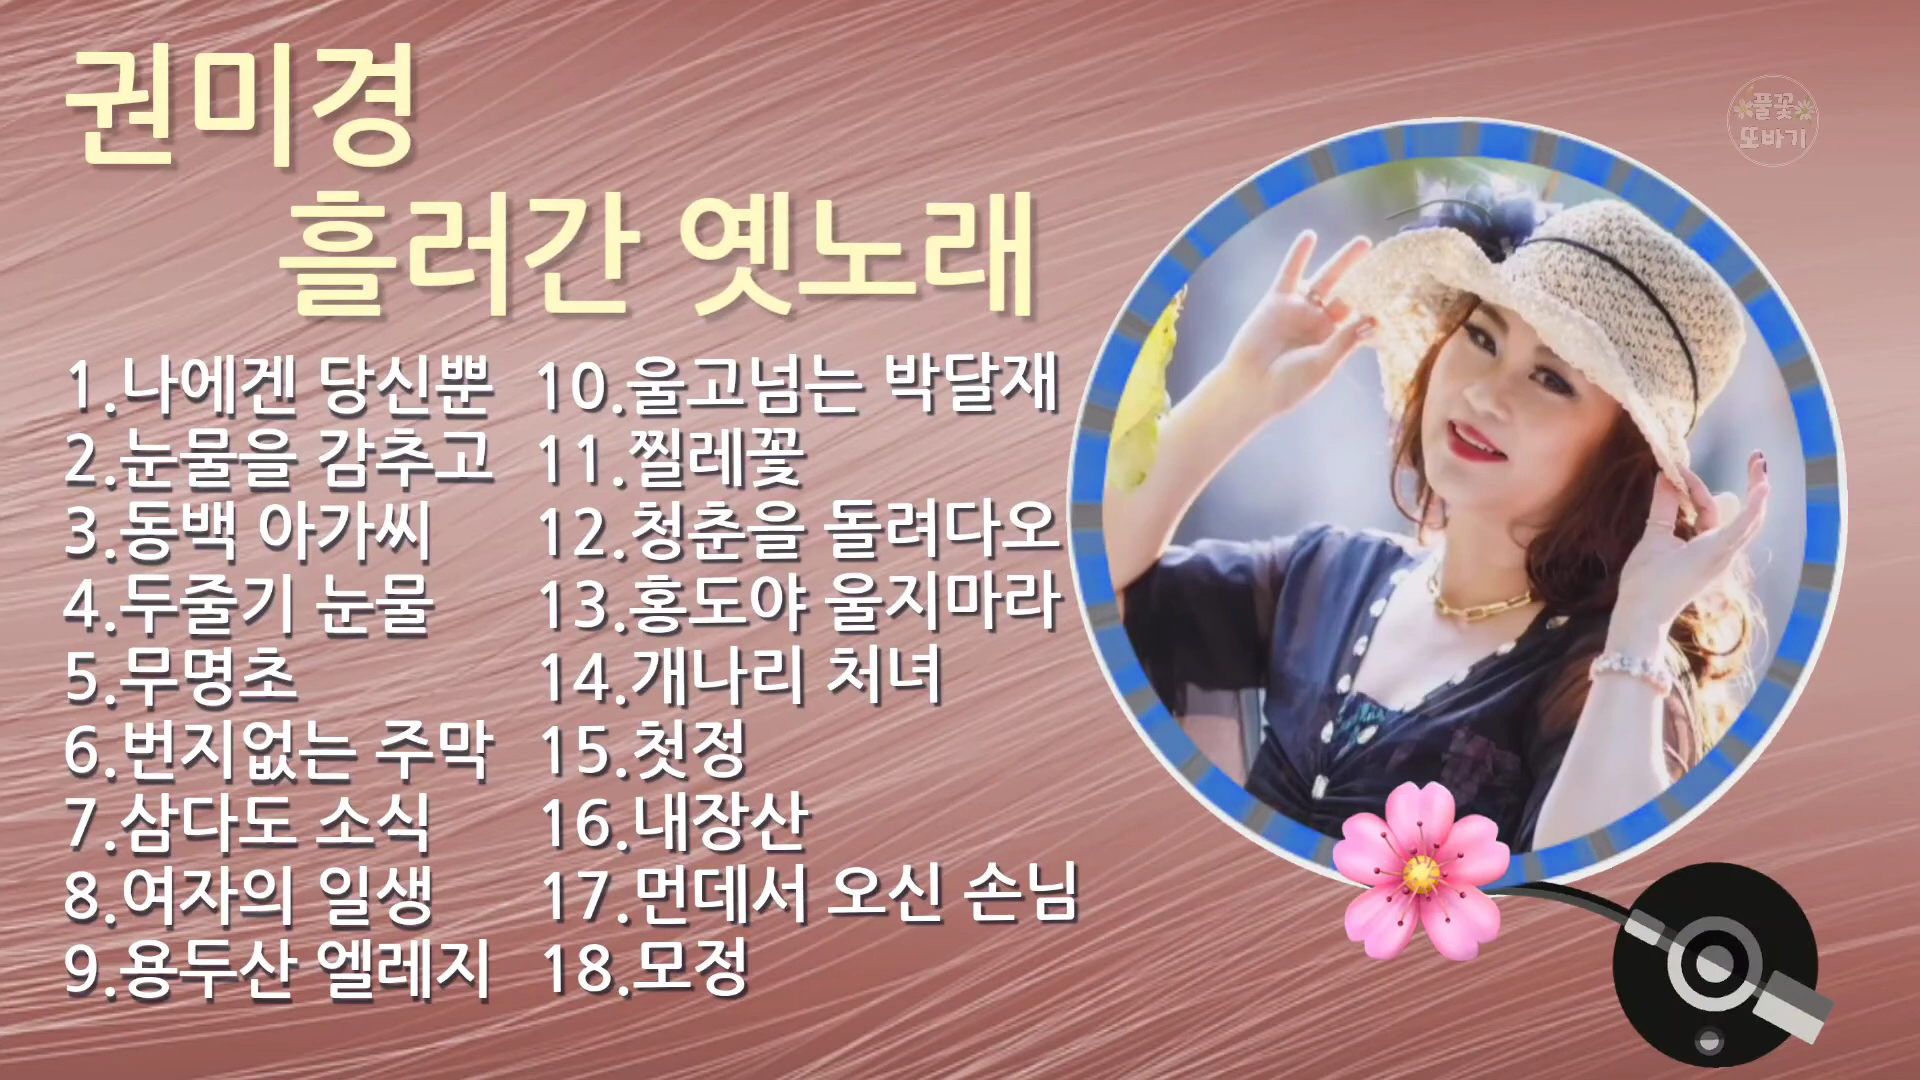 권미경
흘러간 옛노래
1.나에겐 당신뿐
2.눈물을 감추고
3.동백 아가씨
4.두줄기 눈물
5.무명초
6.번지없는 주막
7.삼다도 소식
8.여자의 일생
9.용두산 엘레지
10.울고넘는 박달재
11.찔레꽃
12.청춘을 돌려다오
13.홍도야 울지마라
14.개나리 처녀
15.첫정
16.내장산
17.먼데서 오신 손님
18.모정
풀꽃
또바기